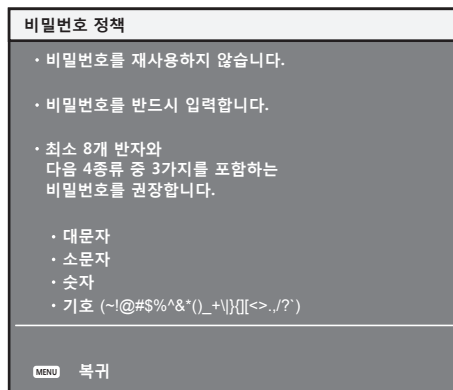 비밀번호 정책
・비밀번호를 재사용하지 않습니다.
・비밀번호를 반드시 입력합니다.
・최소 8개 반자와
다음 4종류 중 3가지를 포함하는
비밀번호를 권장합니다.
・대문자
・소문자
・숫자
・기호 (~!@#$%^&*()_+\|}{][<>.,/?`)
MENU 복귀